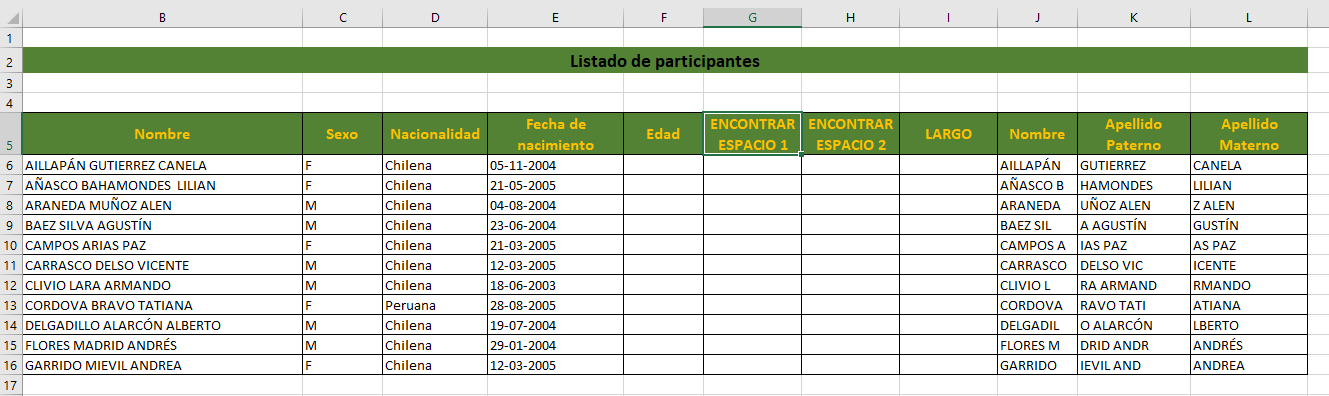 B C D E F G H I J K L
1
2 Listado de participantes
3
4
5 Nombre Sexo Nacionalidad Fecha de nacimiento Edad ENCONTRAR ESPACIO 1 ENCONTRAR ESPACIO 2 LARGO Nombre Apellido Paterno Apellido Materno
6 AILLAPÁN GUTIERREZ CANELA F Chilena 05-11-2004 AILLAPÁN GUTIERREZ CANELA
7 AÑASCO BAHAMONDES  LILIAN F Chilena 21-05-2005 AÑASCO B HAMONDES LILIAN
8 ARANEDA MUÑOZ ALEN M Chilena 04-08-2004 ARANEDA UÑOZ ALEN Z ALEN
9 BAEZ SILVA AGUSTÍN M Chilena 23-06-2004 BAEZ SIL A AGUSTÍN GUSTÍN
10 CAMPOS ARIAS PAZ F Chilena 21-03-2005 CAMPOS A IAS PAZ AS PAZ
11 CARRASCO DELSO VICENTE M Chilena 12-03-2005 CARRASCO DELSO VIC ICENTE
12 CLIVIO LARA ARMANDO M Chilena 18-06-2003 CLIVIO L RA ARMAND RMANDO
13 CORDOVA BRAVO TATIANA F Peruana 28-08-2005 CORDOVA RAVO TATI ATIANA
14 DELGADILLO ALARCÓN ALBERTO M Chilena 19-07-2004 DELGADIL O ALARCÓN LBERTO
15 FLORES MADRID ANDRÉS M Chilena 29-01-2004 FLORES M DRID ANDR ANDRÉS
16 GARRIDO MIEVIL ANDREA F Chilena 12-03-2005 GARRIDO IEVIL AND ANDREA
17